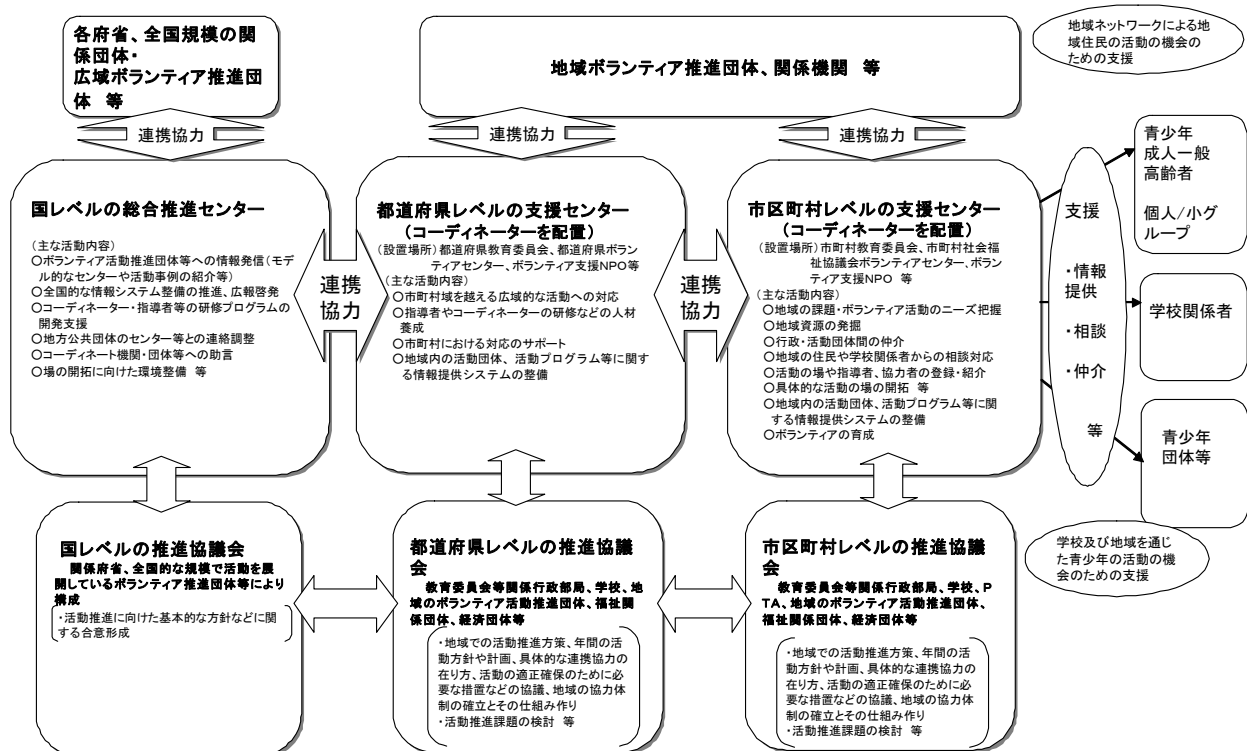 各府省、全国規模の関
係団体・
広域ボランティア推進団
体　等
地域ボランティア推進団体、関係機関　等
地域ネットワークによる地
域住民の活動の機会の
ための支援
連携協力
連携協力
連携協力
国レベルの総合推進センター
（主な活動内容）
○ボランティア活動推進団体等への情報発信（モデ
ル的なセンターや活動事例の紹介等）
○全国的な情報システム整備の推進、広報啓発
○コーディネーター・指導者等の研修プログラムの
開発支援
○地方公共団体のセンター等との連絡調整
○コーディネート機関・団体等への助言
○場の開拓に向けた環境整備　等
連携
協力
都道府県レベルの支援センター
（コーディネーターを配置）
（設置場所）都道府県教育委員会、都道府県ボラン
ティアセンター、ボランティア支援NPO等
（主な活動内容）
○市町村域を越える広域的な活動への対応
○指導者やコーディネーターの研修などの人材
養成
○市町村における対応のサポート
○地域内の活動団体、活動プログラム等に関す
る情報提供システムの整備
連携
協力
市区町村レベルの支援センター
（コーディネーターを配置）
（設置場所）市町村教育委員会、市町村社会福
祉協議会ボランティアセンター、ボラン
ティア支援NPO　等
（主な活動内容）
○地域の課題・ボランティア活動のニーズ把握
○地域資源の発掘
○行政・活動団体間の仲介
○地域の住民や学校関係者からの相談対応
○活動の場や指導者、協力者の登録・紹介
○具体的な活動の場の開拓　等
○地域内の活動団体、活動プログラム等に関
する情報提供システムの整備
○ボランティアの育成
支援
・情報
提供
・相談
・仲介
等
青少年
成人一般
高齢者
個人/小グ
ループ
学校関係者
青少年
団体等
国レベルの推進協議会
関係府省、全国的な規模で活動を展
開しているボランティア推進団体等により
構成
・活動推進に向けた基本的な方針などに関
する合意形成
都道府県レベルの推進協議
会
教育委員会等関係行政部局、学校、地
域のボランティア活動推進団体、福祉関
係団体、経済団体等
・地域での活動推進方策、年間の活
動方針や計画、具体的な連携協力の
在り方、活動の適正確保のために必
要な措置などの協議、地域の協力体
制の確立とその仕組み作り
・活動推進課題の検討　等
市区町村レベルの推進協議
会
教育委員会等関係行政部局、学校、Ｐ
ＴＡ、地域のボランティア活動推進団体、
福祉関係団体、経済団体等
・地域での活動推進方策、年間の活
動方針や計画、具体的な連携協力の
在り方、活動の適正確保のために必
要な措置などの協議、地域の協力体
制の確立とその仕組み作り
・活動推進課題の検討　等
学校及び地域を通じ
た青少年の活動の機
会のための支援